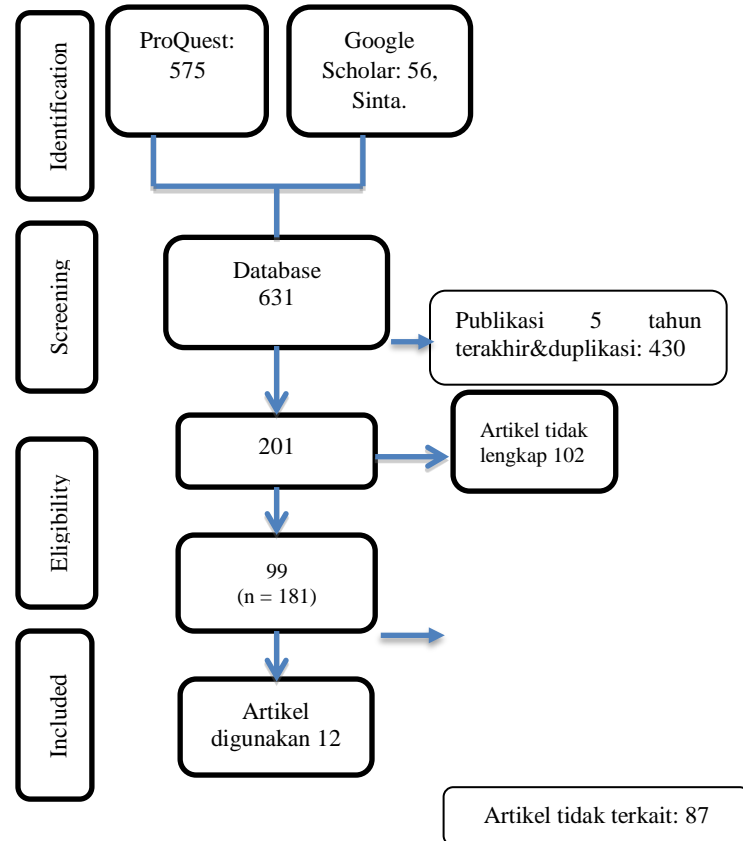 Identification
ProQuest:
575
Google
Scholar: 56,
Sinta.
Screening
Database
631
Publikasi 5 tahun
terakhir&duplikasi: 430
Eligibility
201
Artikel tidak
lengkap 102
99
(n = 181)
Included
Artikel
digunakan 12
Artikel tidak terkait: 87